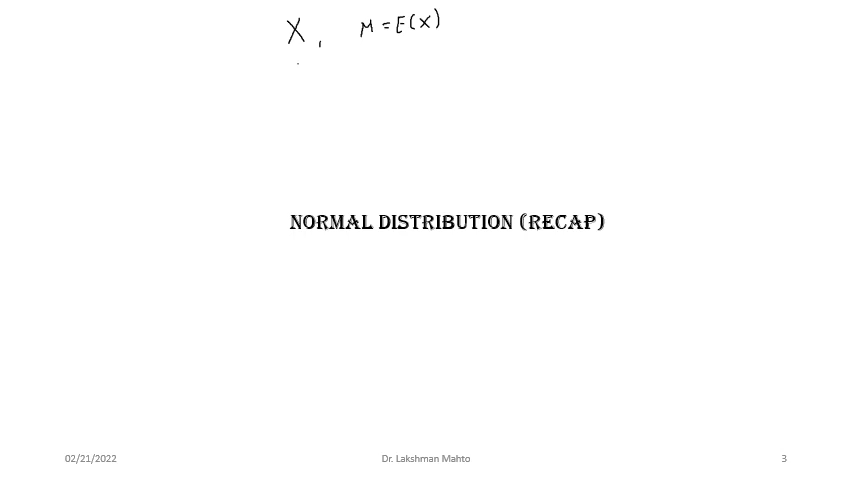 X, μ = E(X)
NORMAL DISTRIBUTION (RECAP)
02/21/2022 Dr. Lakshman Mahto 3